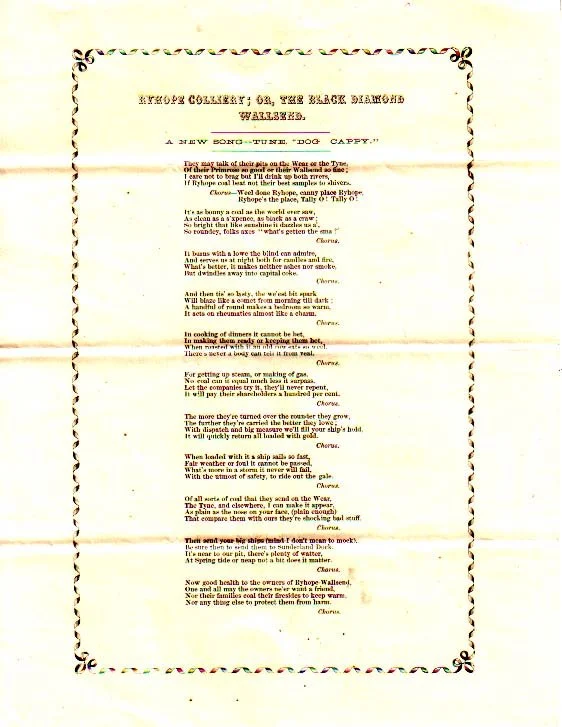 RYHOPE COLLIERY; OR, THE BLACK DIAMOND
WALLSEND.
A NEW SONG--TUNE, "DOG CAPPY."
They may talk of their pits on the Wear or the Tyne,
Of their Primrose so good or their Wallsend so fine;
I care not to brag but I'll drink up both rivers,
If Ryhope coal beat not their best samples to shivers.
Chorus—Weel done Ryhope, canny place Ryhope,
Ryhope's the place, Tally O! Tally O!
It's as bonny a coal as the world ever saw,
As clean as a s'xpence, as black as a craw;
So bright that like sunshine it dazzles us a',
So roundey, folks axes "what's getten the sma'?"
Chorus.
It burns with a lowe the blind can admire,
And serves us at night both for candles and fire,
What's better, it makes neither ashes nor smoke,
But dwindles away into capital coke.
Chorus.
And then tis' so lasty, the we'est bit spark
Will blaze like a comet from morning till dark;
A handful of round makes a bedroom so warm,
It acts on rheumatics almost like a charm.
Chorus.
In cooking of dinners it cannot be bet,
In making them ready or keeping them het,
When roasted with it an old cow eats so weel,
There's never a body can tell it from veal.
Chorus.
For getting up steam, or making of gas,
No coal can it equal much less it surpass,
Let the companies try it, they'll never repent,
It will pay their shareholders a hundred per cent.
Chorus.
The more they're turned over the rounder they grow,
The further they're carried the better they lowe;
With dispatch and big measure we'll fill your ship's hold,
It will quickly return all loaded with gold.
Chorus.
When loaded with it a ship sails so fast,
Fair weather or foul it cannot be passed,
What's more in a storm it never will fail,
With the utmost of safety, to ride out the gale.
Chorus.
Of all sorts of coal that they send on the Wear,
The Tyne, and elsewhere, I can make it appear,
As plain as the nose on your face, (plain enough)
That compare them with ours they're shocking bad stuff.
Chorus.
Then send your big ships (mind I don't mean to mock),
Be sure then to send them to Sunderland Dock.
It's near to our pit, there's plenty of watter,
At Spring tide or neap not a bit does it matter.
Chorus.
Now good health to the owners of Ryhope-Wallsend,
One and all may the owners ne'er want a friend,
Nor their families coal their firesides to keep warm,
Nor any thing else to protect them from harm.
Chorus.